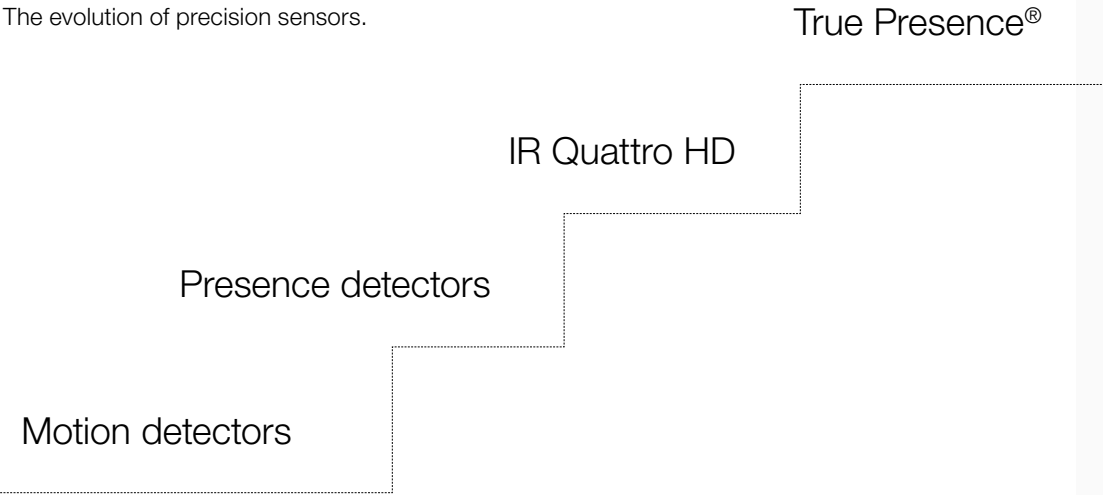 The evolution of precision sensors.
True Presence®
IR Quattro HD
Presence detectors
Motion detectors